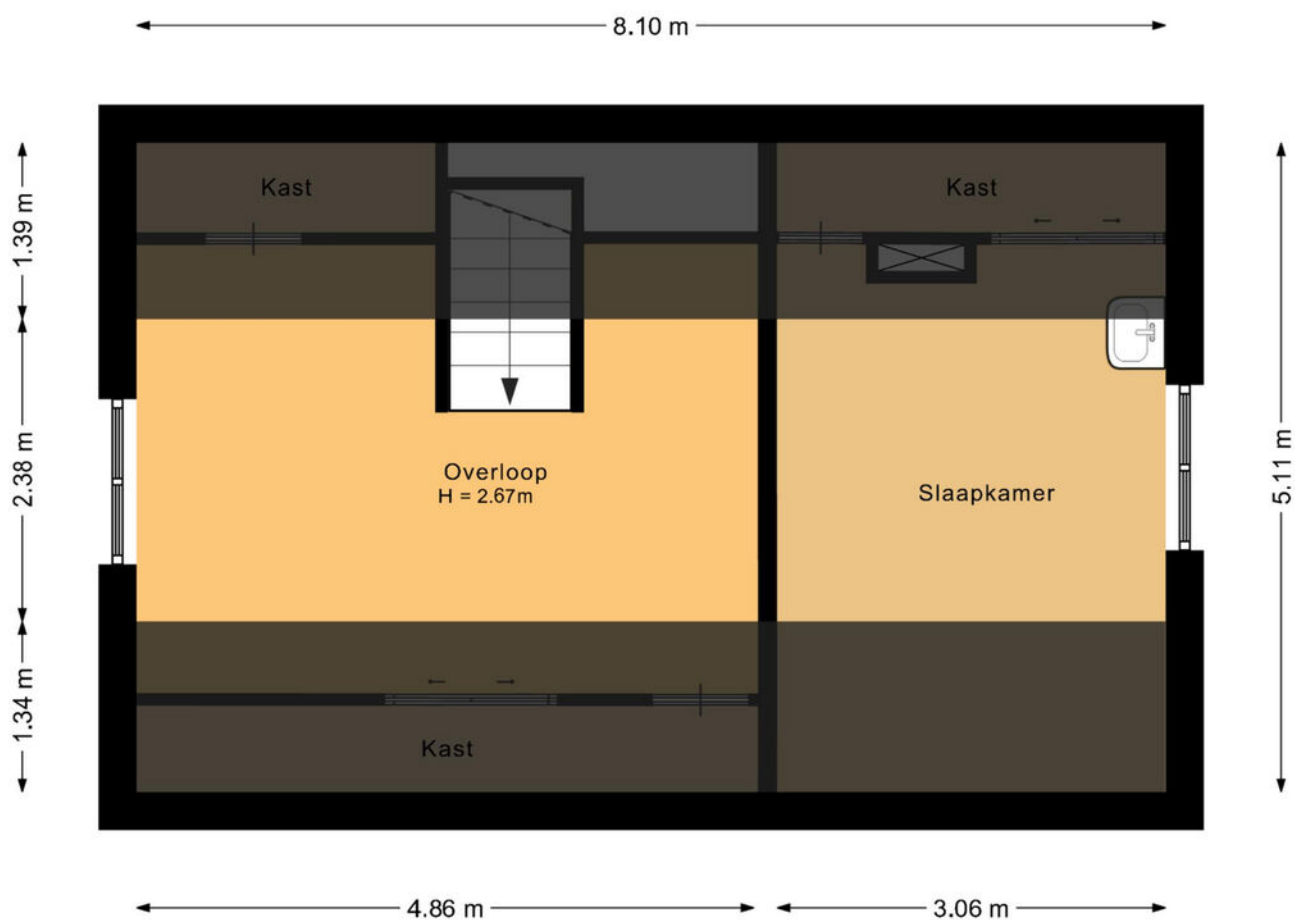 8.10 m
Kast
Kast
1.39 m
2.38 m
1.34 m
5.11 m
Overloop
H = 2.67m
Slaapkamer
Kast
4.86 m
3.06 m